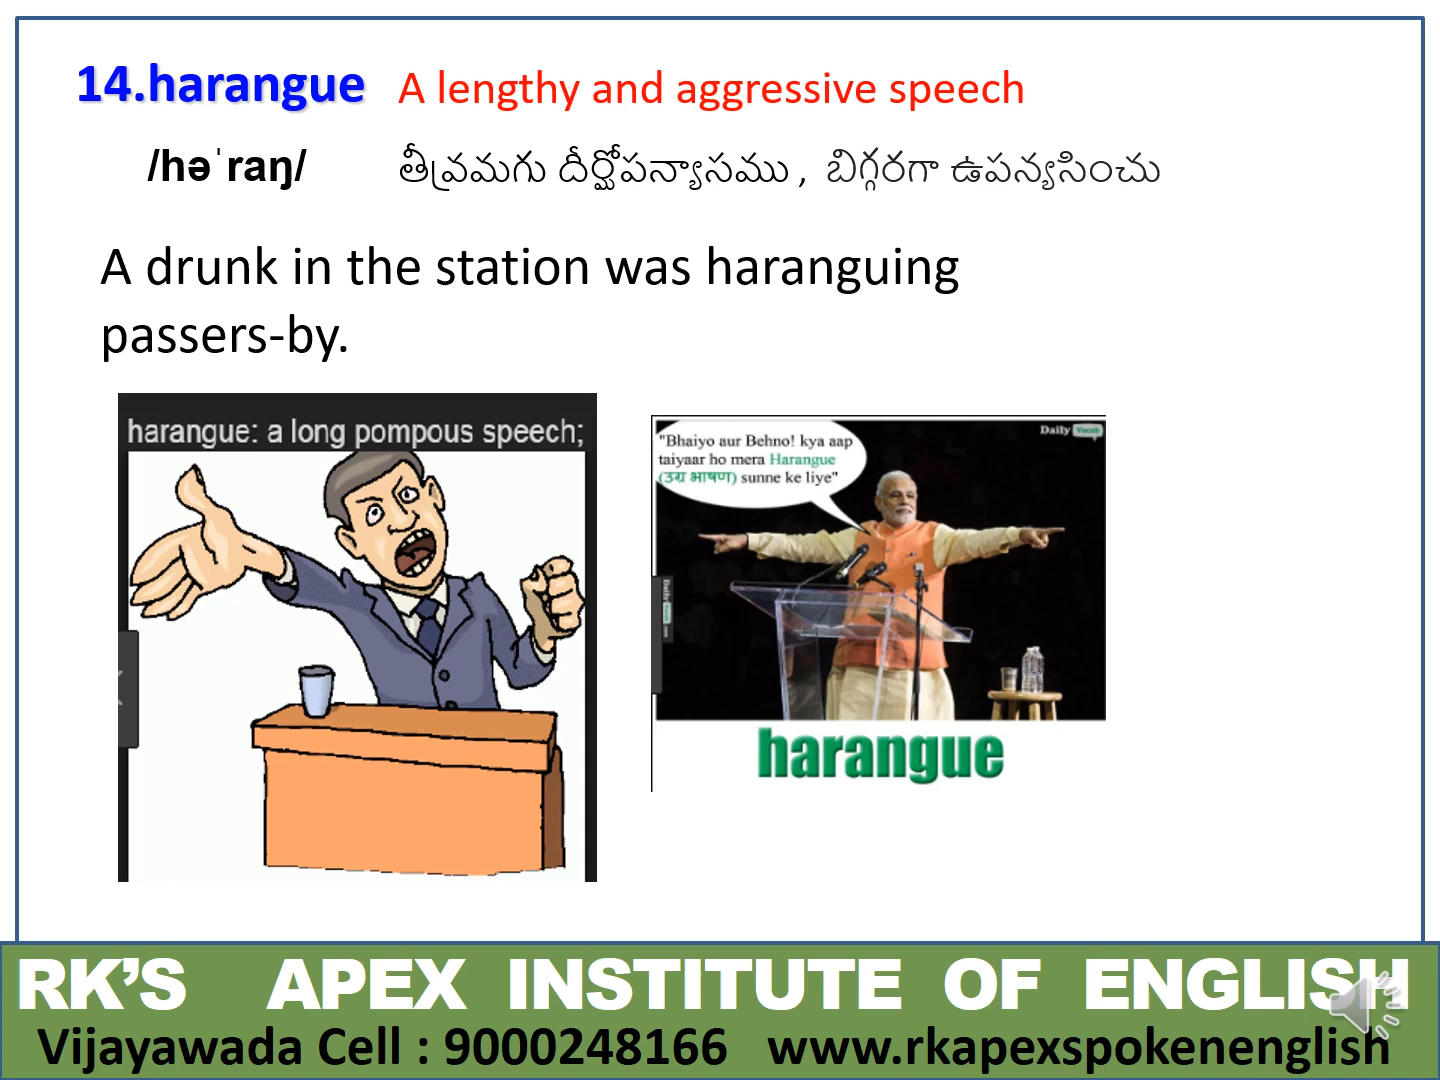 14.harangue A lengthy and aggressive speech
/həˈraŋ/ తీవ్రమగు దీర్ఘోపన్యాసము , బిగ్గరగా ఉపన్యసించు
A drunk in the station was haranguing
passers-by.
harangue: a long pompous speech;
Daily Vocab
"Bhaiyo aur Behno! kya aap
taiyaar ho mera Harangue
(उग्र भाषण) sunne ke liye"
harangue
RK’S APEX INSTITUTE OF ENGLISH
Vijayawada Cell : 9000248166 www.rkapexspokenenglish